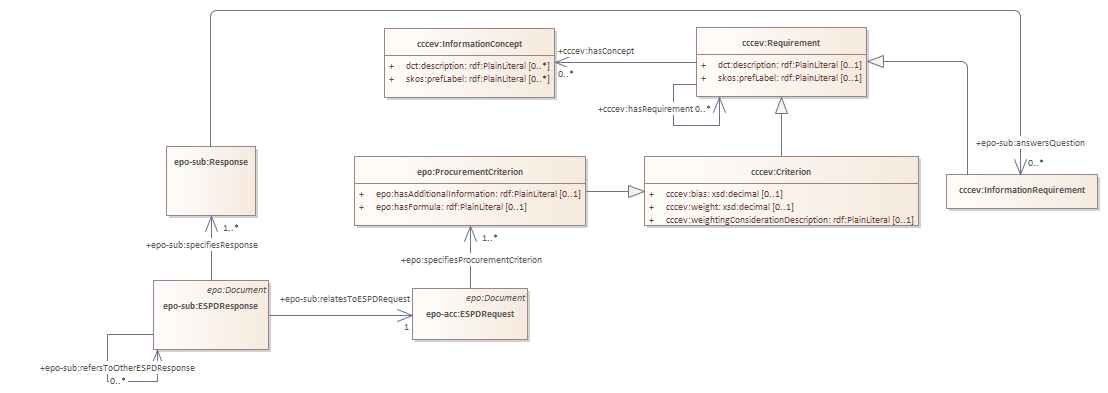 cccev:InformationConcept
+ dct:description: rdf:PlainLiteral [0..*]
+ skos:prefLabel: rdf:PlainLiteral [0..*]
+cccev:hasConcept
0..*
cccev:Requirement
+ dct:description: rdf:PlainLiteral [0..1]
+ skos:prefLabel: rdf:PlainLiteral [0..1]
+cccev:hasRequirement 0..*
+epo-sub:answersQuestion
0..*
epo-sub:Response
epo:ProcurementCriterion
+ epo:hasAdditionalInformation: rdf:PlainLiteral [0..1]
+ epo:hasFormula: rdf:PlainLiteral [0..1]
cccev:Criterion
+ cccev:bias: xsd:decimal [0..1]
+ cccev:weight: xsd:decimal [0..1]
+ cccev:weightingConsiderationDescription: rdf:PlainLiteral [0..1]
cccev:InformationRequirement
1..*
+epo-sub:specifiesResponse
1..*
+epo:specifiesProcurementCriterion
epo:Document
epo-sub:ESPDResponse
+epo-sub:relatesToESPDRequest
1
epo:Document
epo-acc:ESPDRequest
+epo-sub:refersToOtherESPDResponse
0..*